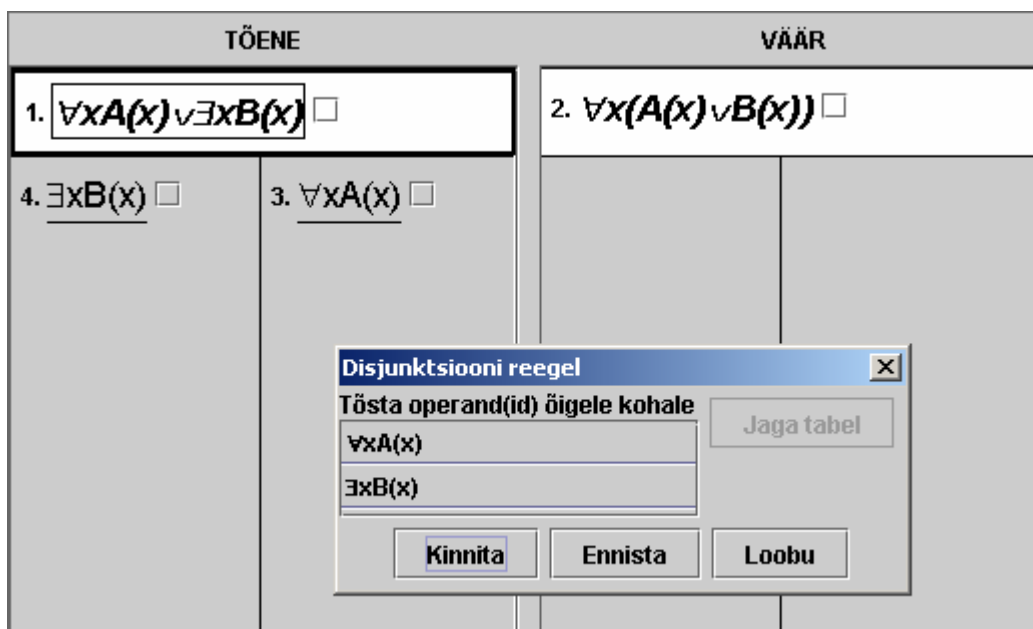 TÕENE VÄÄR
1. ∀xA(x)∨∃xB(x) 2. ∀x(A(x)∨B(x))
4. ∃xB(x) 3. ∀xA(x)
Disjunktsiooni reegel
Tõsta operand(id) õigele kohale
Jaga tabel
∀xA(x)
∃xB(x)
Kinnita Ennista Loobu